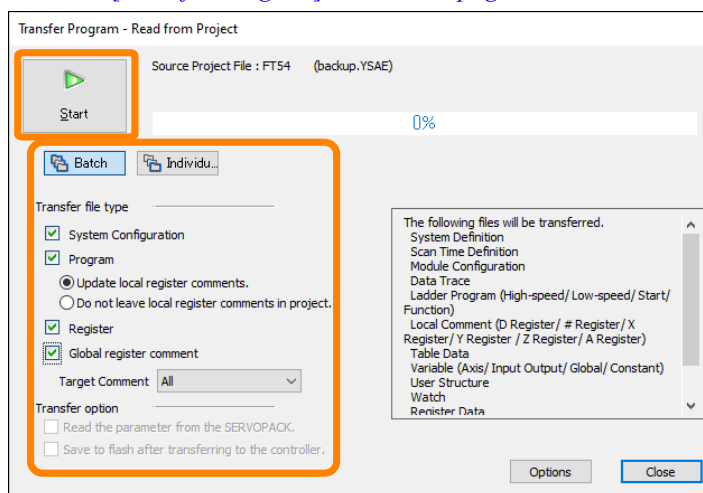 Transfer Program - Read from Project
Source Project File : FT54 (backup.YSAE)
Start
0%
Batch
Individu...
Transfer file type
System Configuration
Program
Update local register comments.
Do not leave local register comments in project.
Register
Global register comment
Target Comment All
Transfer option
Read the parameter from the SERVOPACK.
Save to flash after transferring to the controller.
The following files will be transferred.
System Definition
Scan Time Definition
Module Configuration
Data Trace
Ladder Program (High-speed/ Low-speed/ Start/
Function)
Local Comment (D Register/ # Register/ X
Register/ Y Register / Z Register/ A Register)
Table Data
Variable (Axis/ Input Output/ Global/ Constant)
User Structure
Watch
Register Data
Options
Close